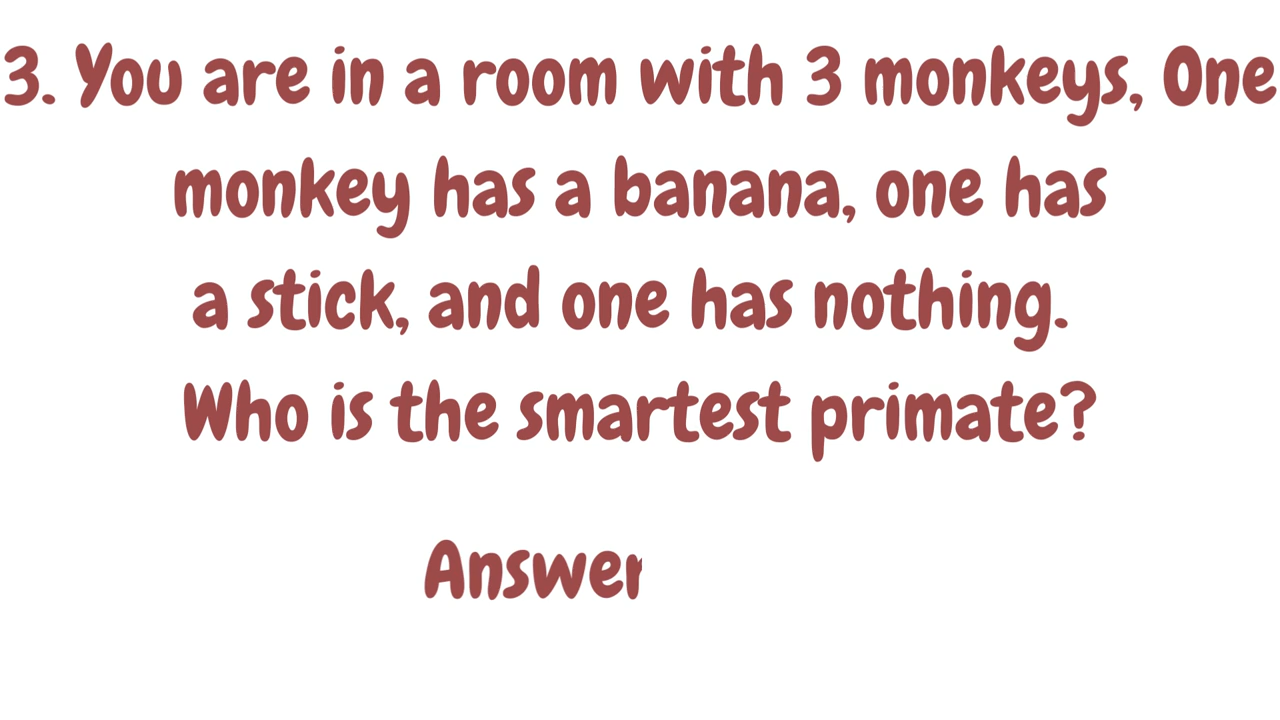 3. You are in a room with 3 monkeys, One
monkey has a banana, one has
a stick, and one has nothing.
Who is the smartest primate?
Answer